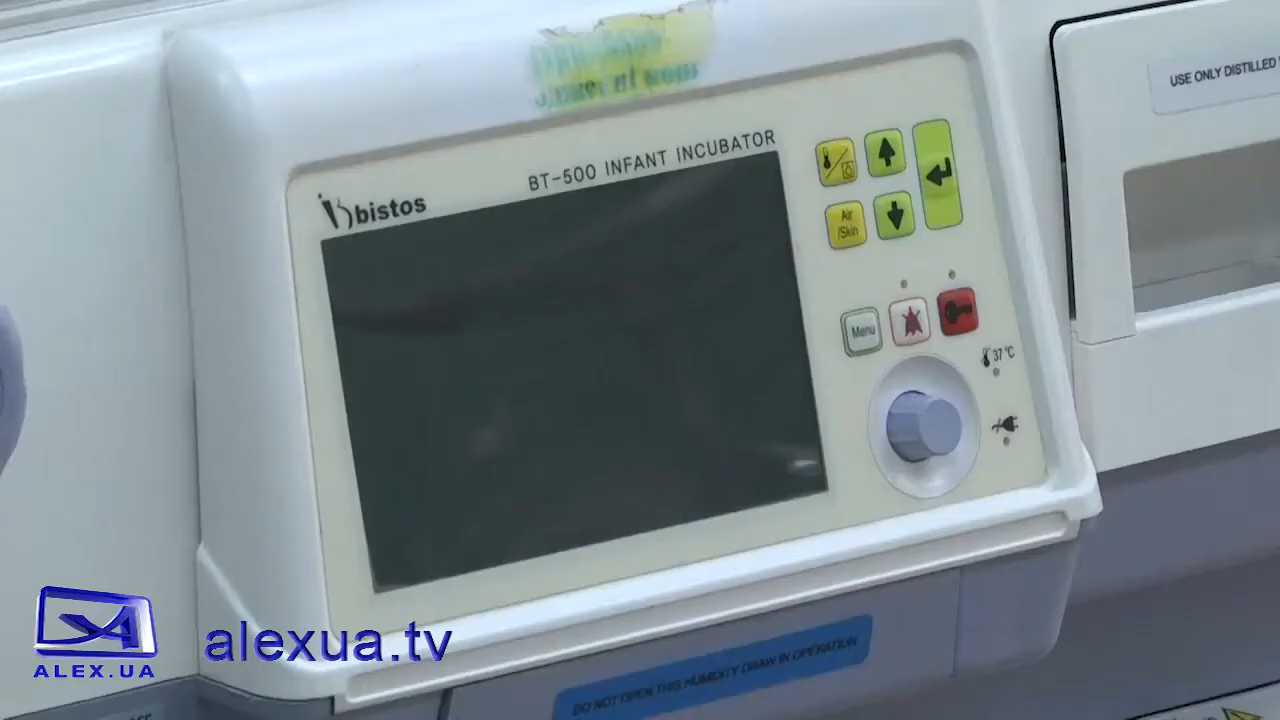 USE ONLY DISTILLED
BT-500 INFANT INCUBATOR
bistos
Air
/Skin
Menu
37℃
DO NOT OPEN THIS HUMIDITY DRAW IN OPERATION
alexua.tv
ALEX.UA